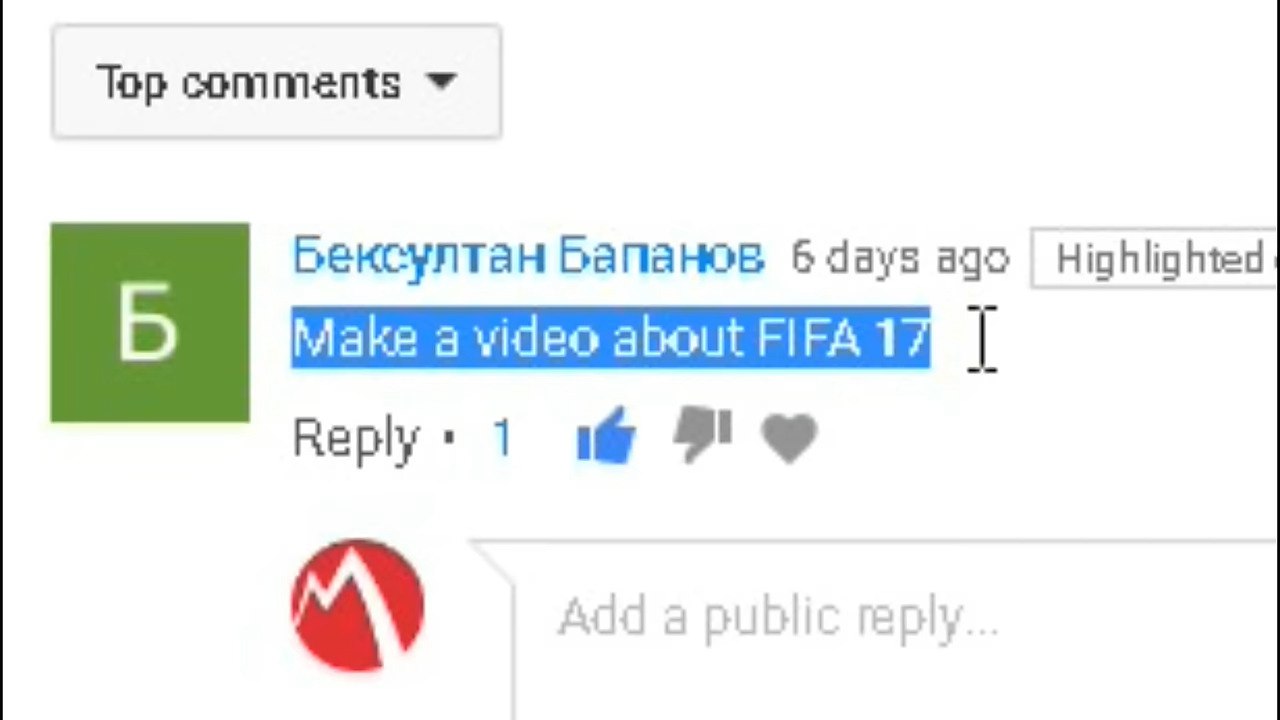 Top comments
Б
Бексултан Бапанов 6 days ago Highlighted
Make a video about FIFA 17
Reply • 1
Add a public reply...